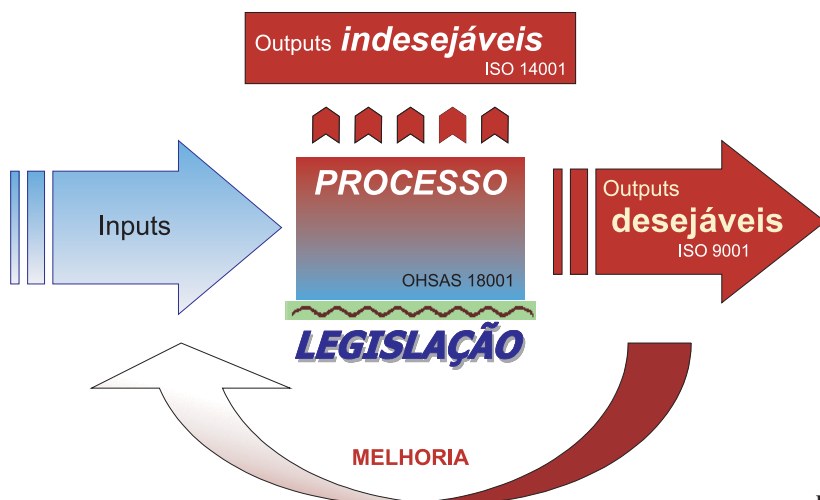 Outputs indesejáveis
ISO 14001
PROCESSO
Inputs
OHSAS 18001
Outputs
desejáveis
ISO 9001
LEGISLAÇÃO
MELHORIA